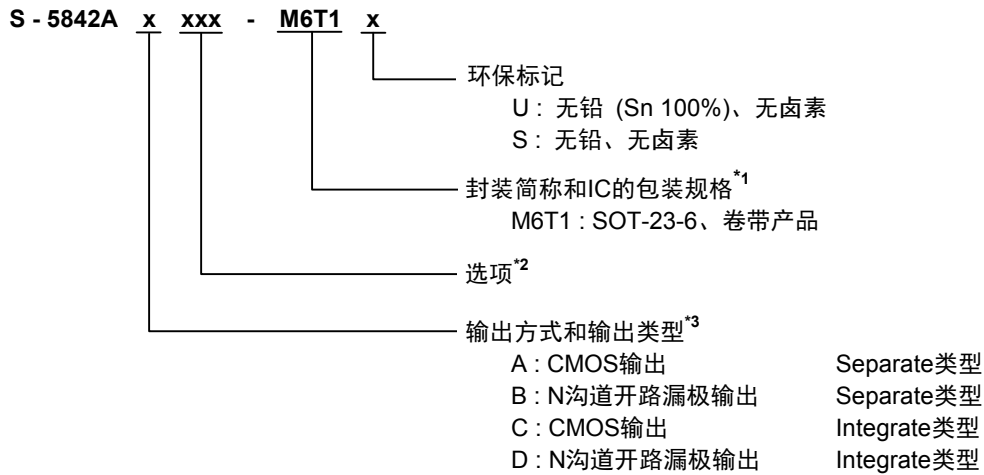 S - 5842A x xxx - M6T1 x
环保标记
U : 无铅 (Sn 100%)、无卤素
S : 无铅、无卤素
封装简称和IC的包装规格*1
M6T1 : SOT-23-6、卷带产品
选项*2
输出方式和输出类型*3
A : CMOS输出 Separate类型
B : N沟道开路漏极输出 Separate类型
C : CMOS输出 Integrate类型
D : N沟道开路漏极输出 Integrate类型